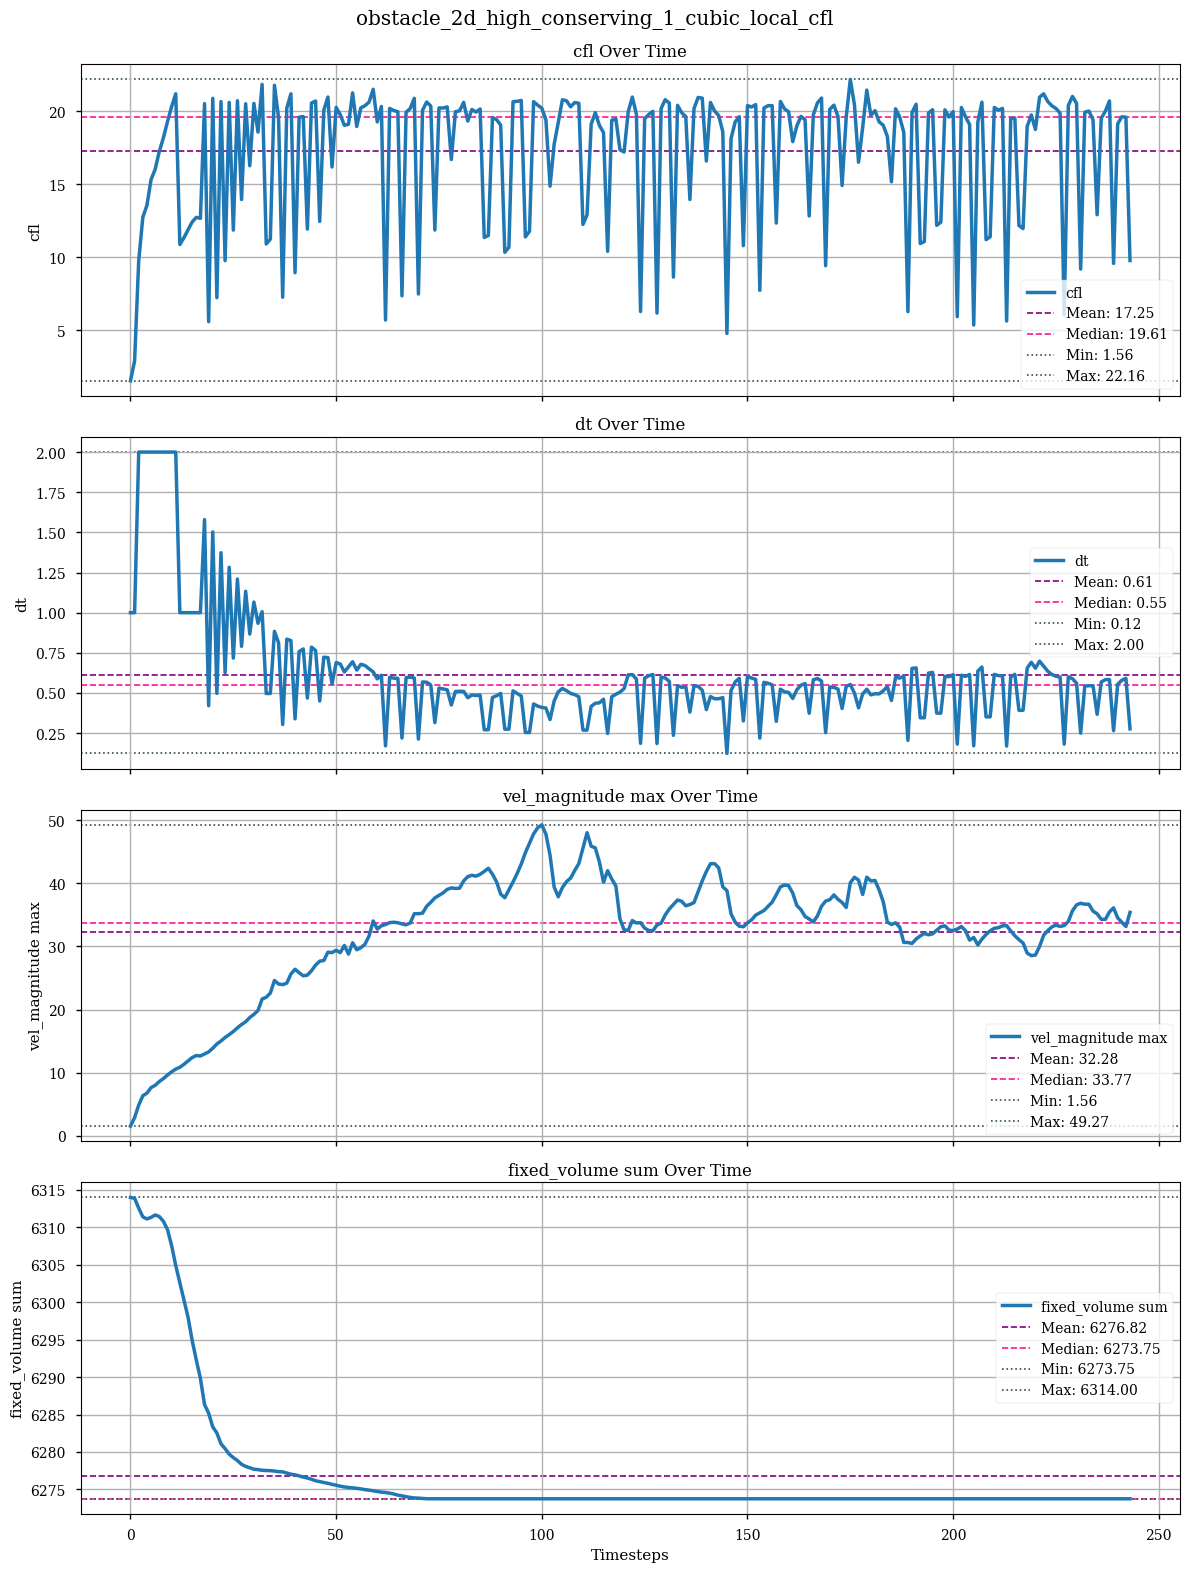 obstacle_2d_high_conserving_1_cubic_local_cfl
cfl Over Time
cfl
20
15
10
5
cfl
Mean: 17.25
Median: 19.61
Min: 1.56
Max: 22.16
dt Over Time
dt
2.00
1.75
1.50
1.25
1.00
0.75
0.50
0.25
dt
Mean: 0.61
Median: 0.55
Min: 0.12
Max: 2.00
vel_magnitude max Over Time
vel_magnitude max
50
40
30
20
10
0
vel_magnitude max
Mean: 32.28
Median: 33.77
Min: 1.56
Max: 49.27
fixed_volume sum Over Time
fixed_volume sum
6315
6310
6305
6300
6295
6290
6285
6280
6275
fixed_volume sum
Mean: 6276.82
Median: 6273.75
Min: 6273.75
Max: 6314.00
0 50 100 150 200 250
Timesteps